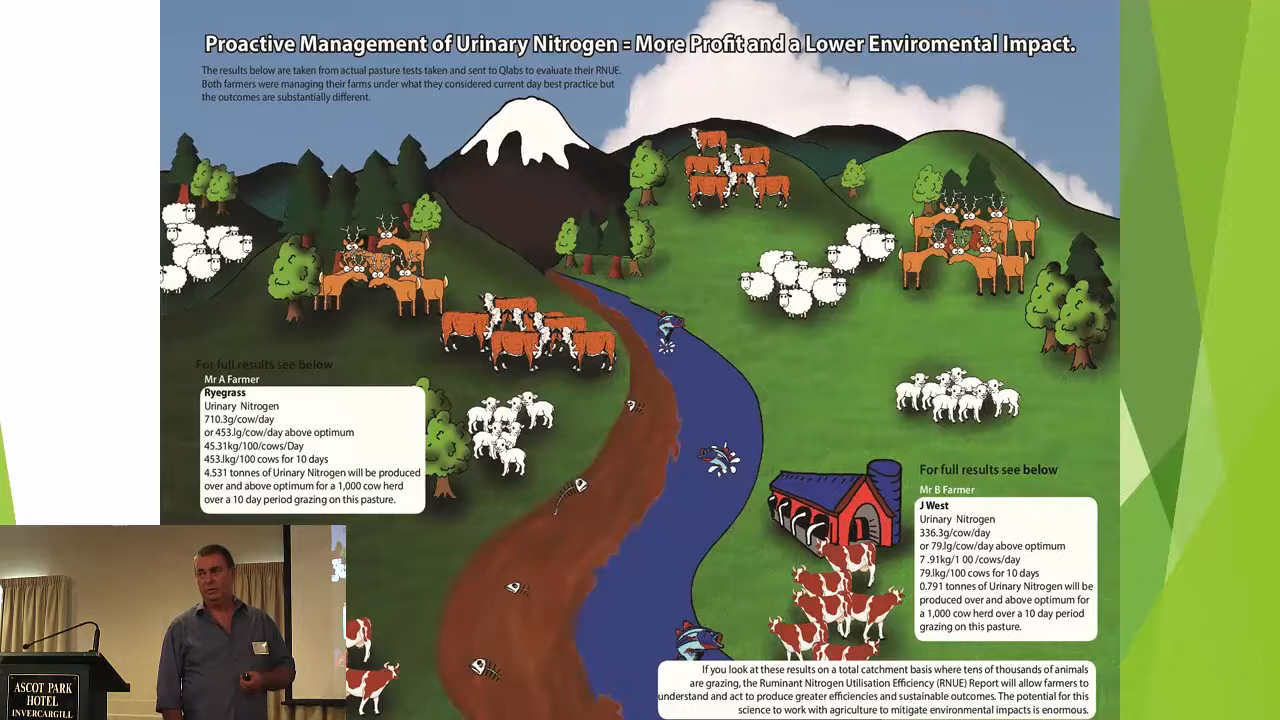 Proactive Management of Urinary Nitrogen = More Profit and a Lower Enviromental Impact.
The results below are taken from actual pasture tests taken and sent to Qlabs to evaluate their RNUE.
Both farmers were managing their farms under what they considered current day best practice but
the outcomes are substantially different.
For full results see below
Mr A Farmer
Ryegrass
Urinary Nitrogen
710.3g/cow/day
or 453.lg/cow/day above optimum
45.31kg/100/cows/Day
453.lkg/100 cows for 10 days
4.531 tonnes of Urinary Nitrogen will be produced
over and above optimum for a 1,000 cow herd
over a 10 day period grazing on this pasture.
For full results see below
Mr B Farmer
J West
Urinary Nitrogen
336.3g/cow/day
or 79.lg/cow/day above optimum
7 .91kg/1 00 /cows/day
79.lkg/100 cows for 10 days
0.791 tonnes of Urinary Nitrogen will be
produced over and above optimum for
a 1,000 cow herd over a 10 day period
grazing on this pasture.
If you look at these results on a total catchment basis where tens of thousands of animals
are grazing, the Ruminant Nitrogen Utilisation Efficiency (RNUE) Report will allow farmers to
understand and act to produce greater efficiencies and sustainable outcomes. The potential for this
science to work with agriculture to mitigate environmental impacts is enormous.
ASCOT PARK
HOTEL
INVERCARGILL